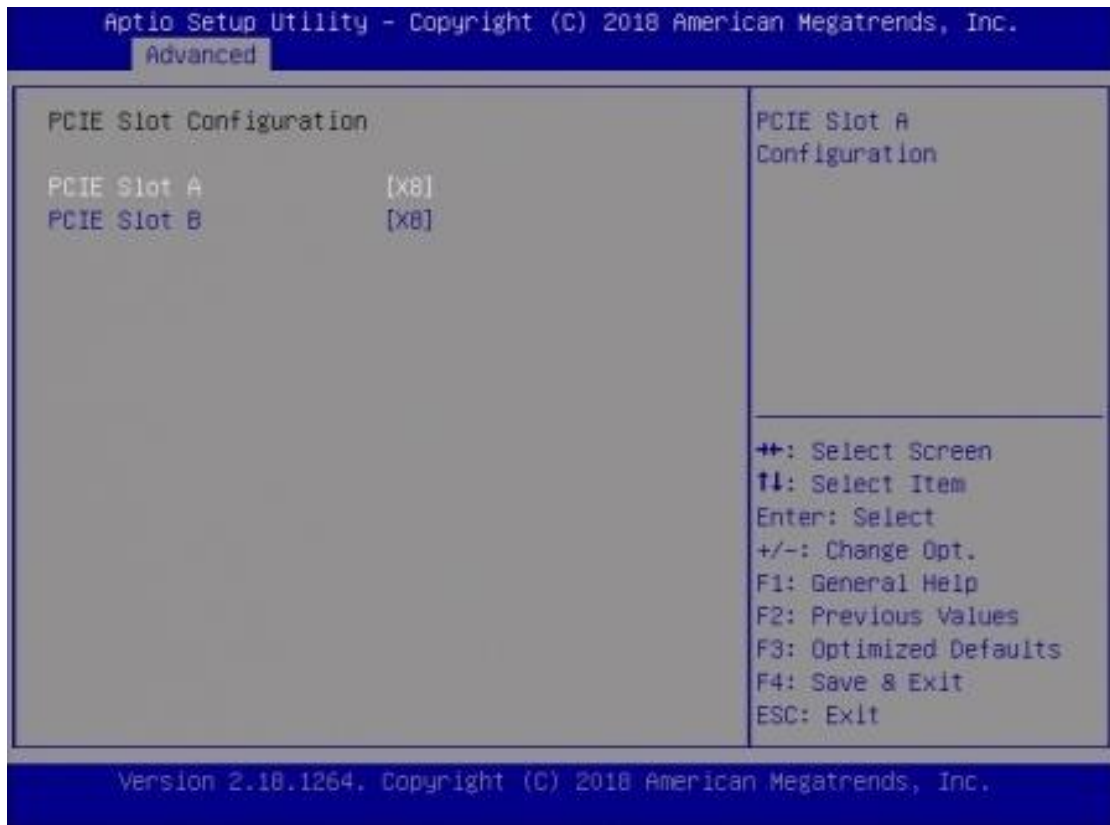 Aptio Setup Utility – Copyright (C) 2018 American Megatrends, Inc.
Advanced
PCIE Slot Configuration
PCIE Slot A [X8]
PCIE Slot B [X8]
PCIE Slot A
Configuration
→←: Select Screen
↑↓: Select Item
Enter: Select
+/-: Change Opt.
F1: General Help
F2: Previous Values
F3: Optimized Defaults
F4: Save & Exit
ESC: Exit
Version 2.18.1264. Copyright (C) 2018 American Megatrends, Inc.